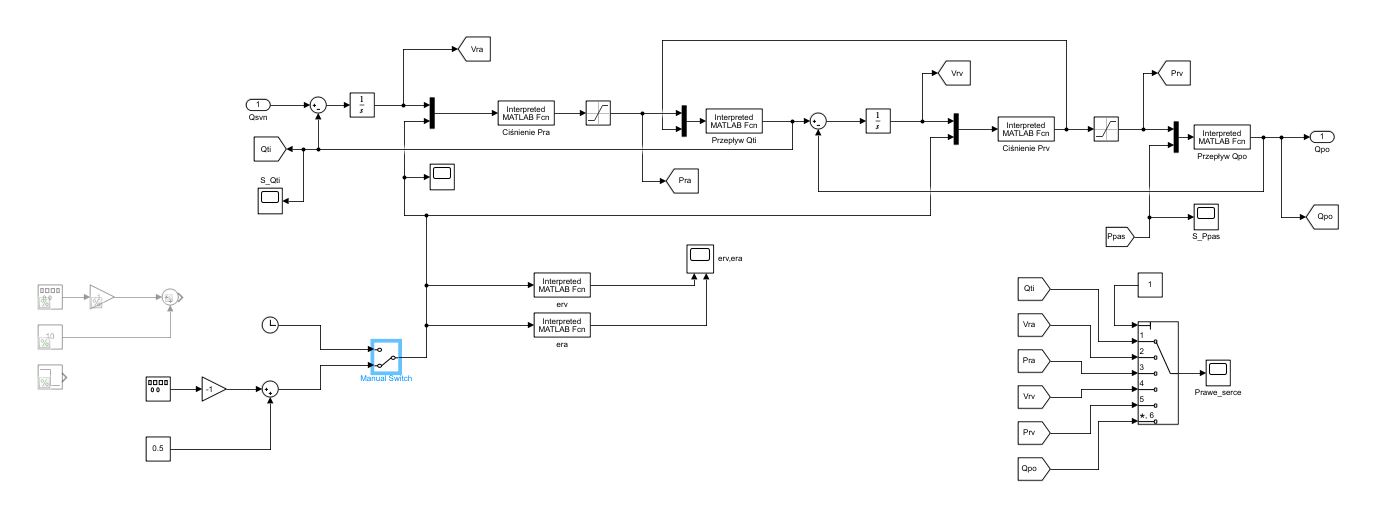 Vra
Vrv
Prv
1
Qsvn
1
s
Interpreted
MATLAB Fcn
Ciśnienie Pra
Interpreted
MATLAB Fcn
Przepływ Qti
1
s
Interpreted
MATLAB Fcn
Ciśnienie Prv
Interpreted
MATLAB Fcn
Przepływ Qpo
1
Qpo
Qti
S_Qti
Pra
Ppas
S_Ppas
Qpo
erv,era
Interpreted
MATLAB Fcn
erv
Interpreted
MATLAB Fcn
era
-10
Manual Switch
-1
0.5
Qti
Vra
Pra
Vrv
Prv
Qpo
1
1
2
3
4
5
*, 6
Prawe_serce